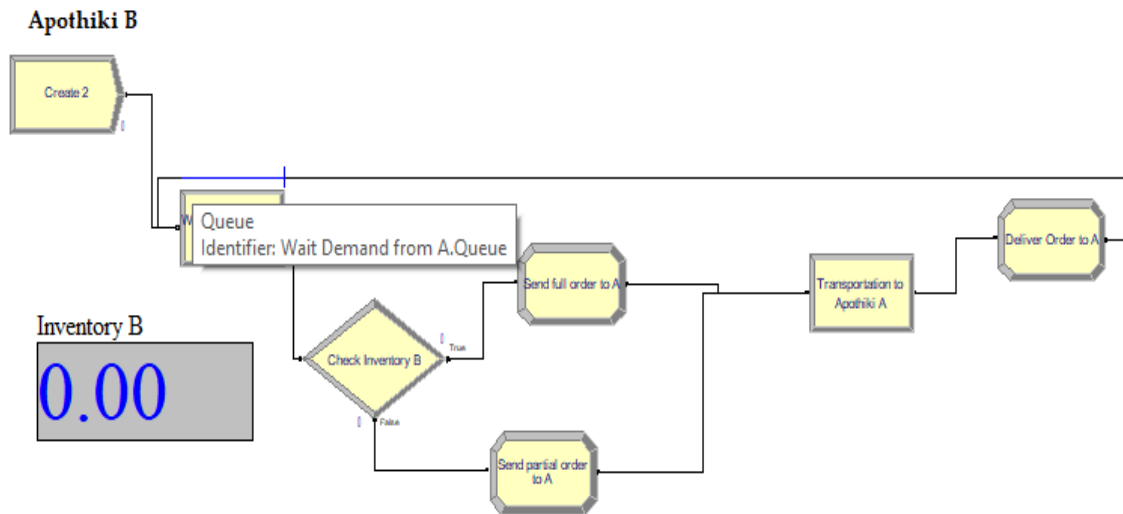 Apothiki B
Create 2
Queue
Identifier: Wait Demand from A.Queue
Send full order to A
Deliver Order to A
Transportation to
Apothiki A
Inventory B
0.00
Check Inventory B
True
False
Send partial order
to A